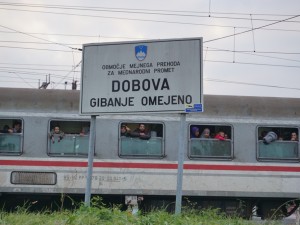 OBMOČJE MEJNEGA PREHODA
ZA MEDNARODNI PROMET
DOBOVA
GIBANJE OMEJENO